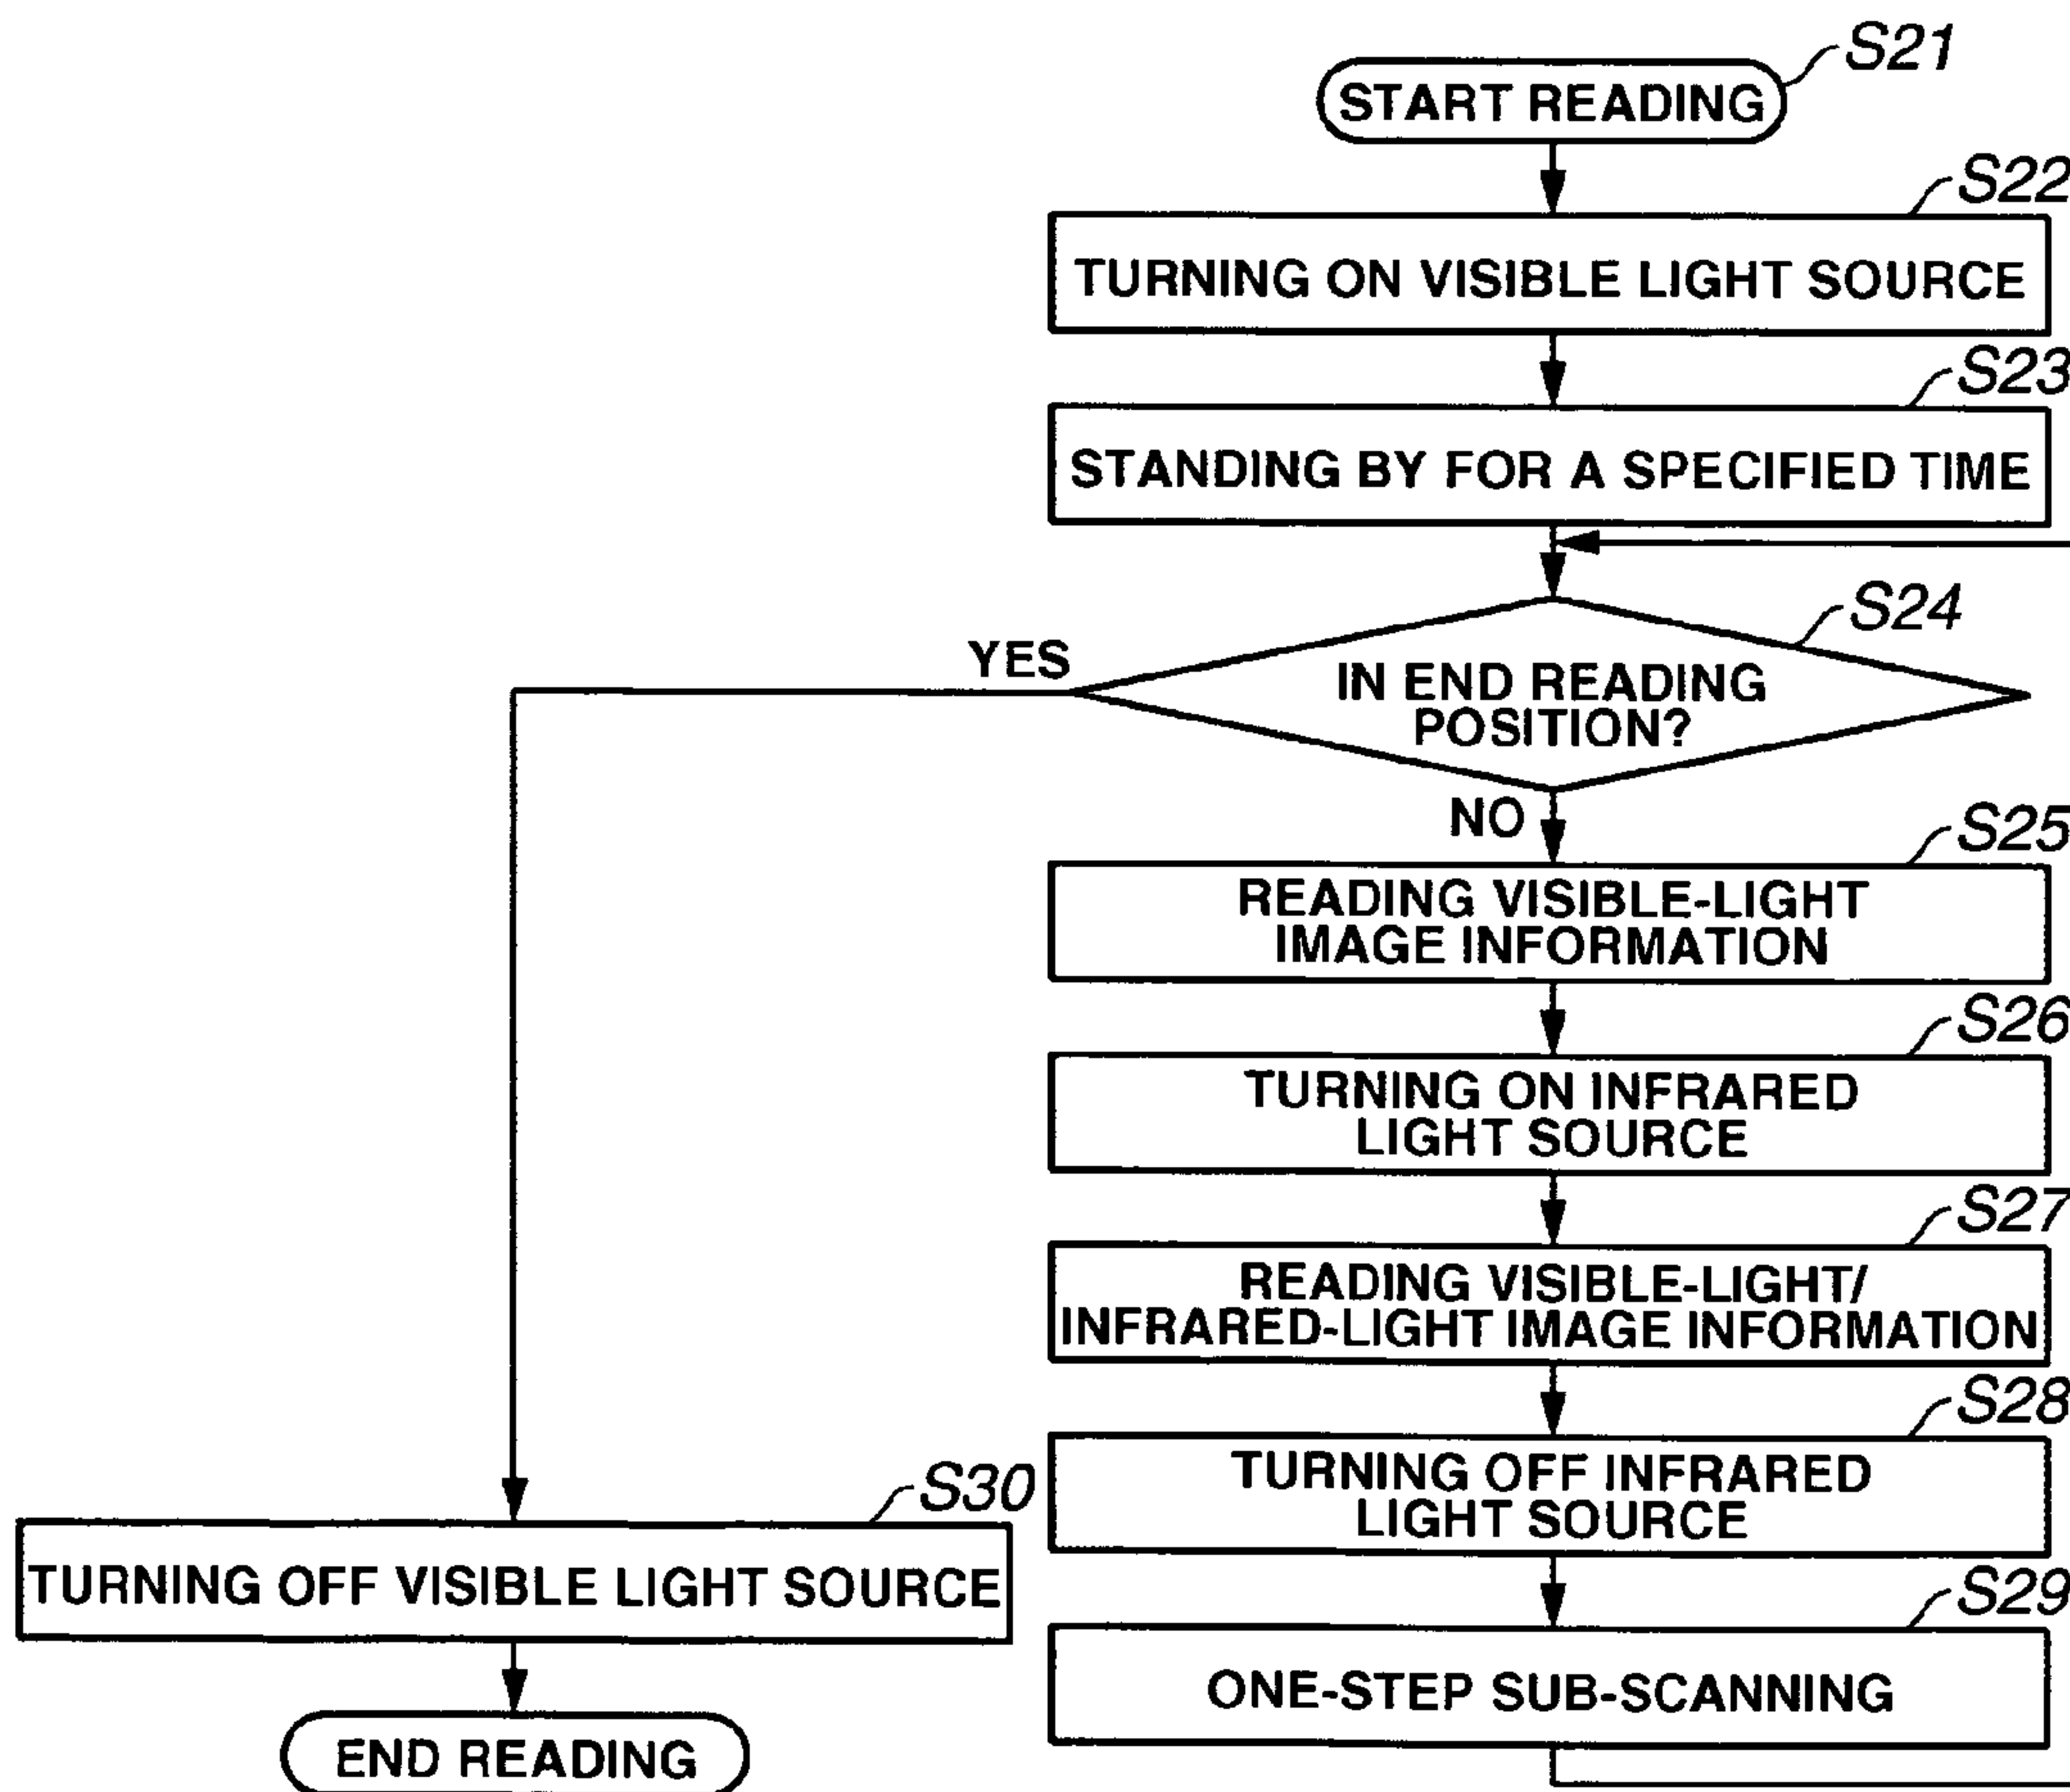 S21
START READING
S22
TURNING ON VISIBLE LIGHT SOURCE
S23
STANDING BY FOR A SPECIFIED TIME
S24
YES
IN END READING
POSITION?
NO
S25
READING VISIBLE-LIGHT
IMAGE INFORMATION
S26
TURNING ON INFRARED
LIGHT SOURCE
S27
READING VISIBLE-LIGHT/
INFRARED-LIGHT IMAGE INFORMATION
S28
TURNING OFF INFRARED
LIGHT SOURCE
S29
ONE-STEP SUB-SCANNING
S30
TURNING OFF VISIBLE LIGHT SOURCE
END READING